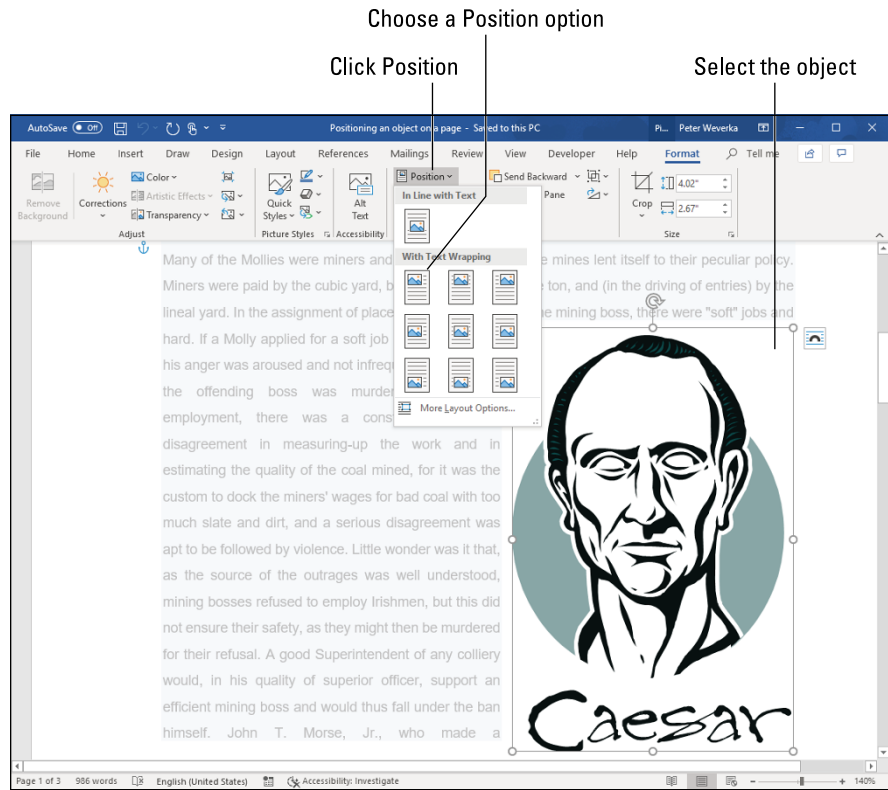 Choose a Position option
Click Position
Select the object
AutoSave Off
Positioning an object on a page - Saved to this PC
Pi... Peter Weverka
File Home Insert Draw Design Layout References Mailings Review View Developer Help Format Tell me
Remove Background
Corrections
Color
Artistic Effects
Transparency
Adjust
Quick Styles
Picture Styles
Alt Text
Accessibility
Position
Send Backward
Pane
Crop
4.02"
2.67"
Size
In Line with Text
With Text Wrapping
More Layout Options...
Many of the Mollies were miners and e mines lent itself to their peculiar policy.
Miners were paid by the cubic yard, b e ton, and (in the driving of entries) by the
lineal yard. In the assignment of place he mining boss, there were "soft" jobs and
hard. If a Molly applied for a soft job
his anger was aroused and not infrequ
the offending boss was murder
employment, there was a cons
disagreement in measuring-up the work and in
estimating the quality of the coal mined, for it was the
custom to dock the miners' wages for bad coal with too
much slate and dirt, and a serious disagreement was
apt to be followed by violence. Little wonder was it that,
as the source of the outrages was well understood,
mining bosses refused to employ Irishmen, but this did
not ensure their safety, as they might then be murdered
for their refusal. A good Superintendent of any colliery
would, in his quality of superior officer, support an
efficient mining boss and would thus fall under the ban
himself. John T. Morse, Jr., who made a
Caesar
Page 1 of 3 986 words English (United States) Accessibility: Investigate 140%